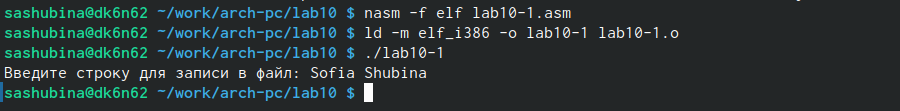 sashubina@dk6n62 ~/work/arch-pc/lab10 $ nasm -f elf lab10-1.asm
sashubina@dk6n62 ~/work/arch-pc/lab10 $ ld -m elf_i386 -o lab10-1 lab10-1.o
sashubina@dk6n62 ~/work/arch-pc/lab10 $ ./lab10-1
Введите строку для записи в файл: Sofia Shubina
sashubina@dk6n62 ~/work/arch-pc/lab10 $